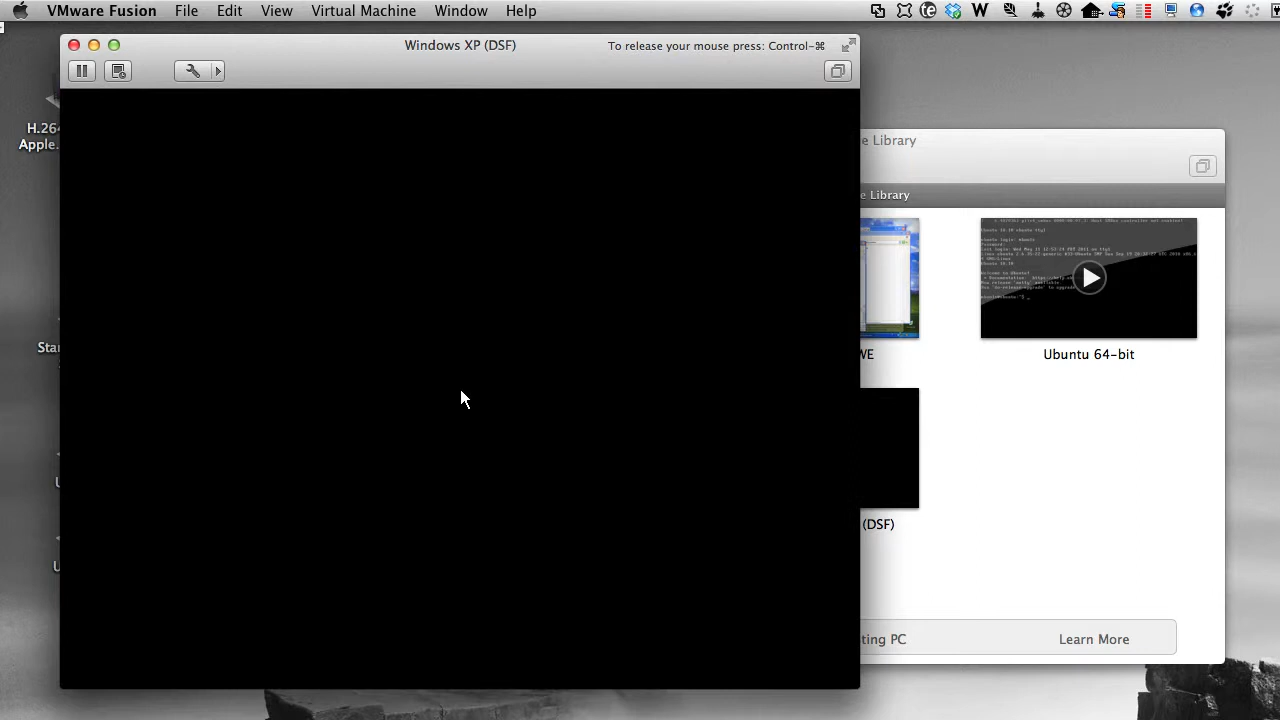 VMware Fusion File Edit View Virtual Machine Window Help
Windows XP (DSF)
To release your mouse press: Control-⌘
H.264
Apple.
e Library
e Library
Star
WE
Ubuntu 64-bit
(DSF)
U
U
ting PC
Learn More